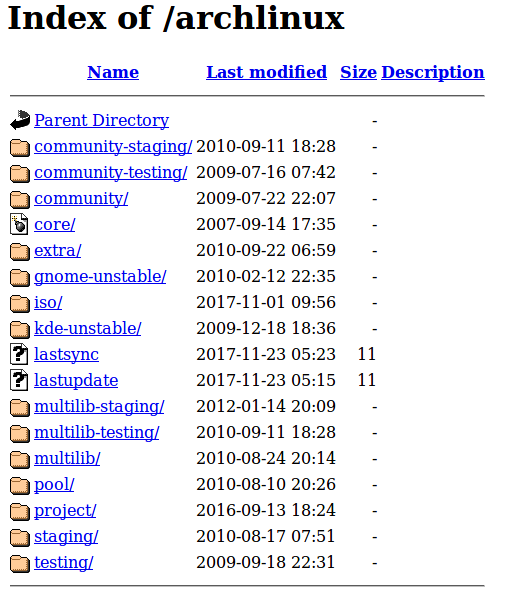 Index of /archlinux
Name Last modified Size Description
Parent Directory -
community-staging/ 2010-09-11 18:28 -
community-testing/ 2009-07-16 07:42 -
community/ 2009-07-22 22:07 -
core/ 2007-09-14 17:35 -
extra/ 2010-09-22 06:59 -
gnome-unstable/ 2010-02-12 22:35 -
iso/ 2017-11-01 09:56 -
kde-unstable/ 2009-12-18 18:36 -
lastsync 2017-11-23 05:23 11
lastupdate 2017-11-23 05:15 11
multilib-staging/ 2012-01-14 20:09 -
multilib-testing/ 2010-09-11 18:28 -
multilib/ 2010-08-24 20:14 -
pool/ 2010-08-10 20:26 -
project/ 2016-09-13 18:24 -
staging/ 2010-08-17 07:51 -
testing/ 2009-09-18 22:31 -